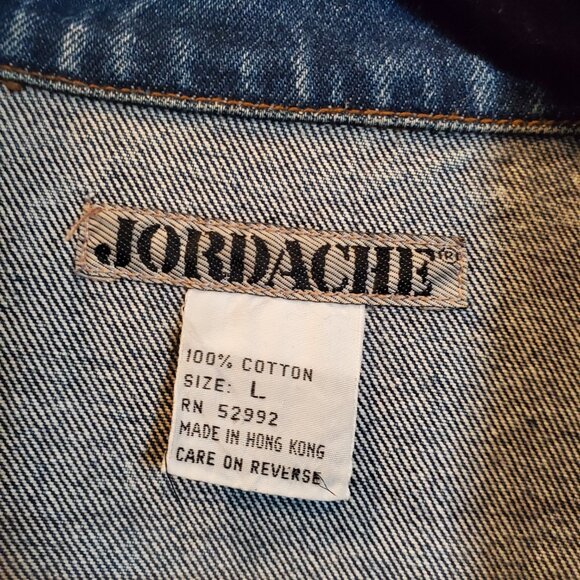 JORDACHE®
100% COTTON
SIZE: L
RN 52992
MADE IN HONG KONG
CARE ON REVERSE